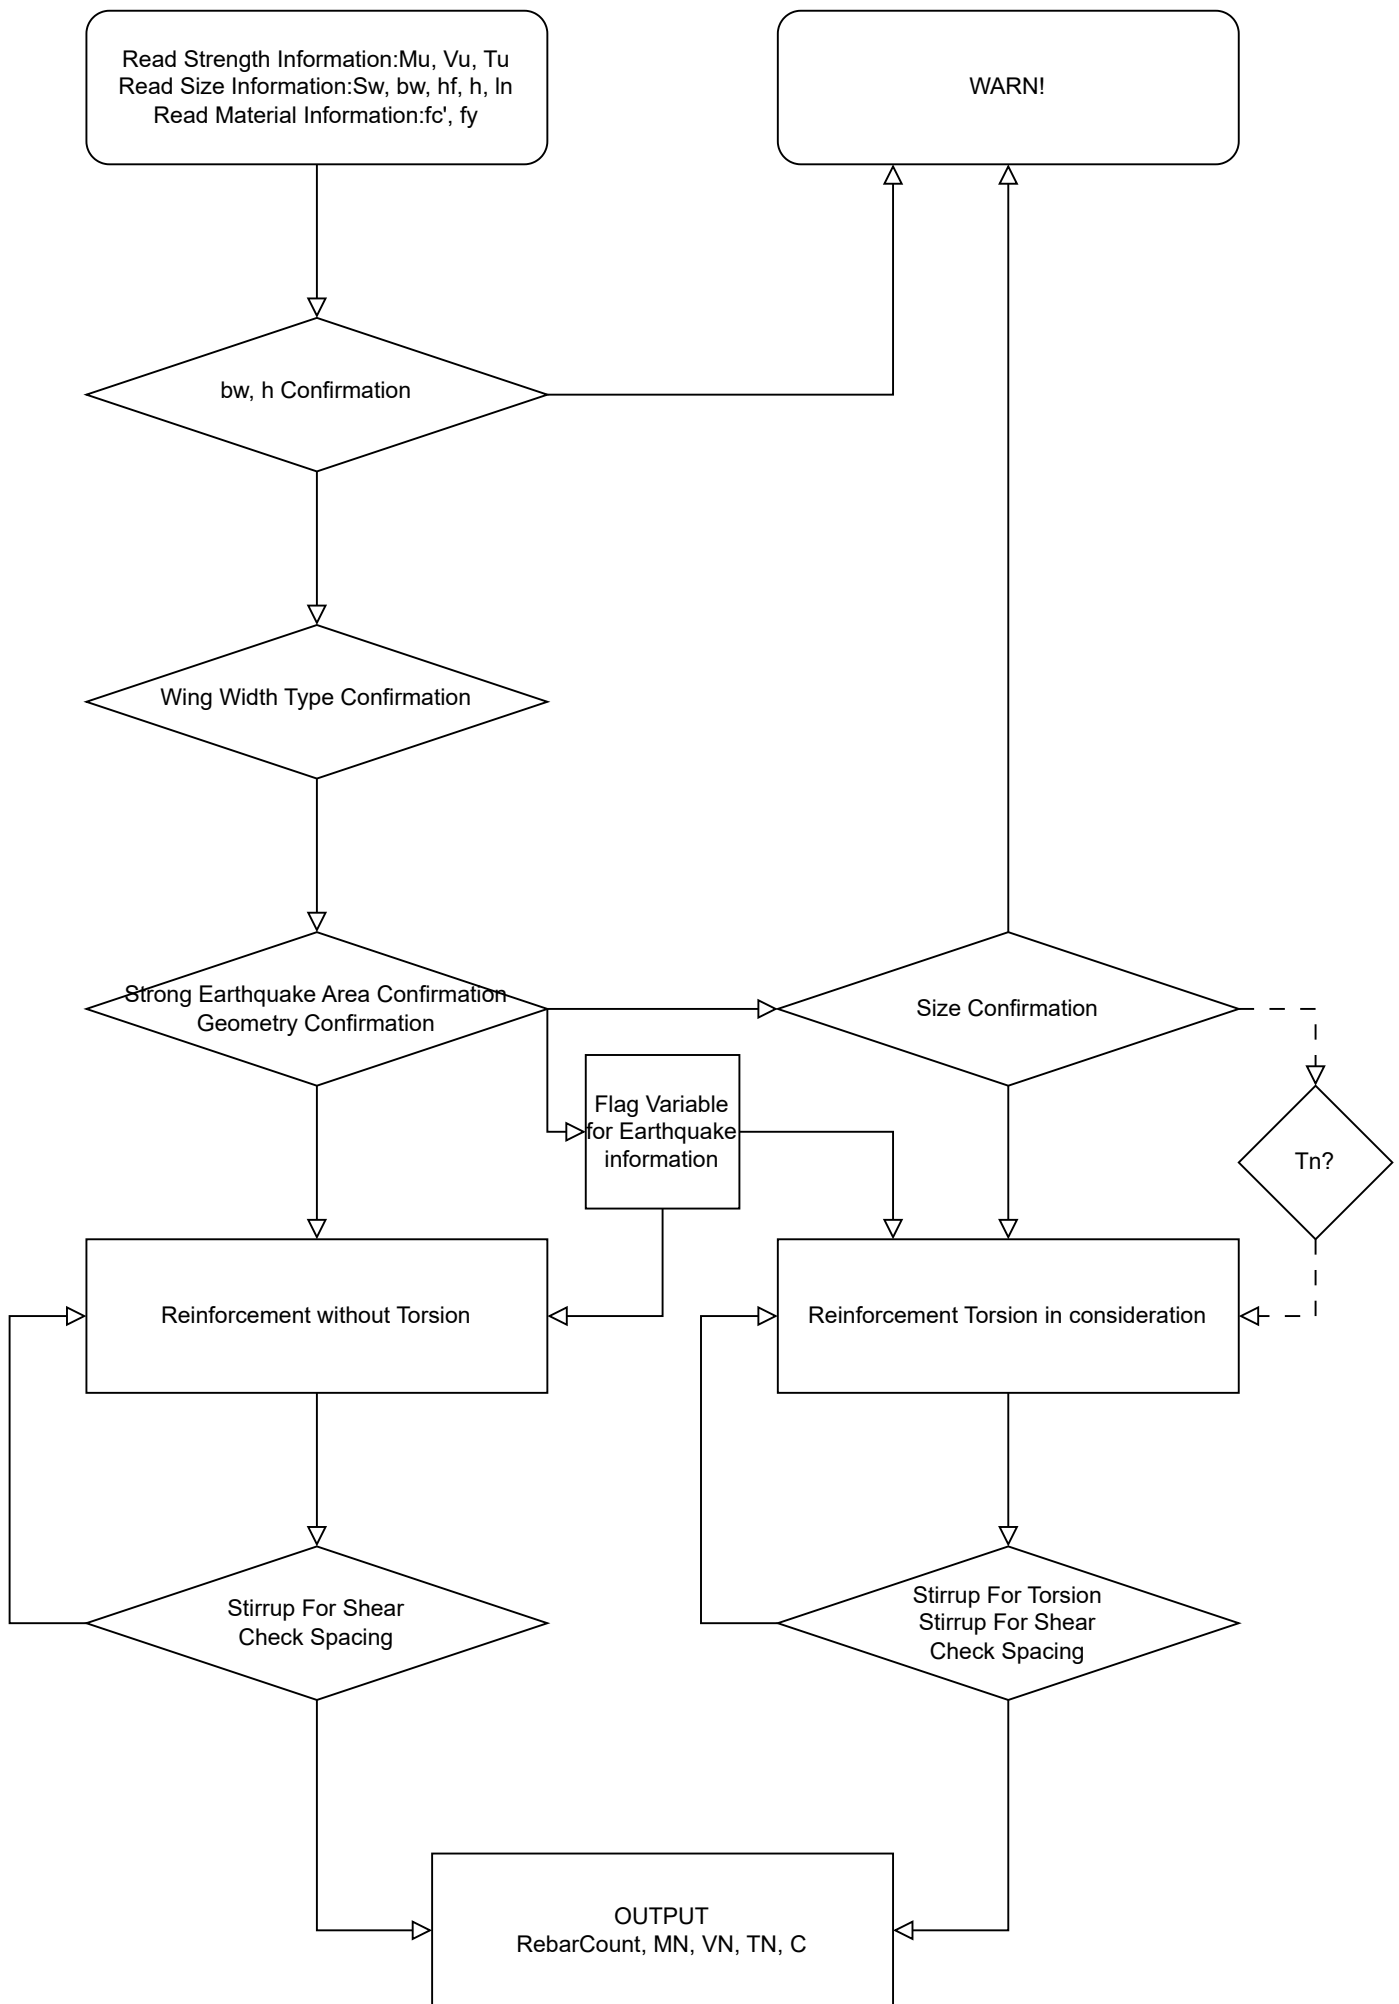 Read Strength Information:Mu, Vu, Tu
Read Size Information:Sw, bw, hf, h, ln
Read Material Information:fc', fy
WARN!
bw, h Confirmation
Wing Width Type Confirmation
Strong Earthquake Area Confirmation
Geometry Confirmation
Size Confirmation
Flag Variable
for Earthquake
information
Tn?
Reinforcement without Torsion
Reinforcement Torsion in consideration
Stirrup For Shear
Check Spacing
Stirrup For Torsion
Stirrup For Shear
Check Spacing
OUTPUT
RebarCount, MN, VN, TN, C